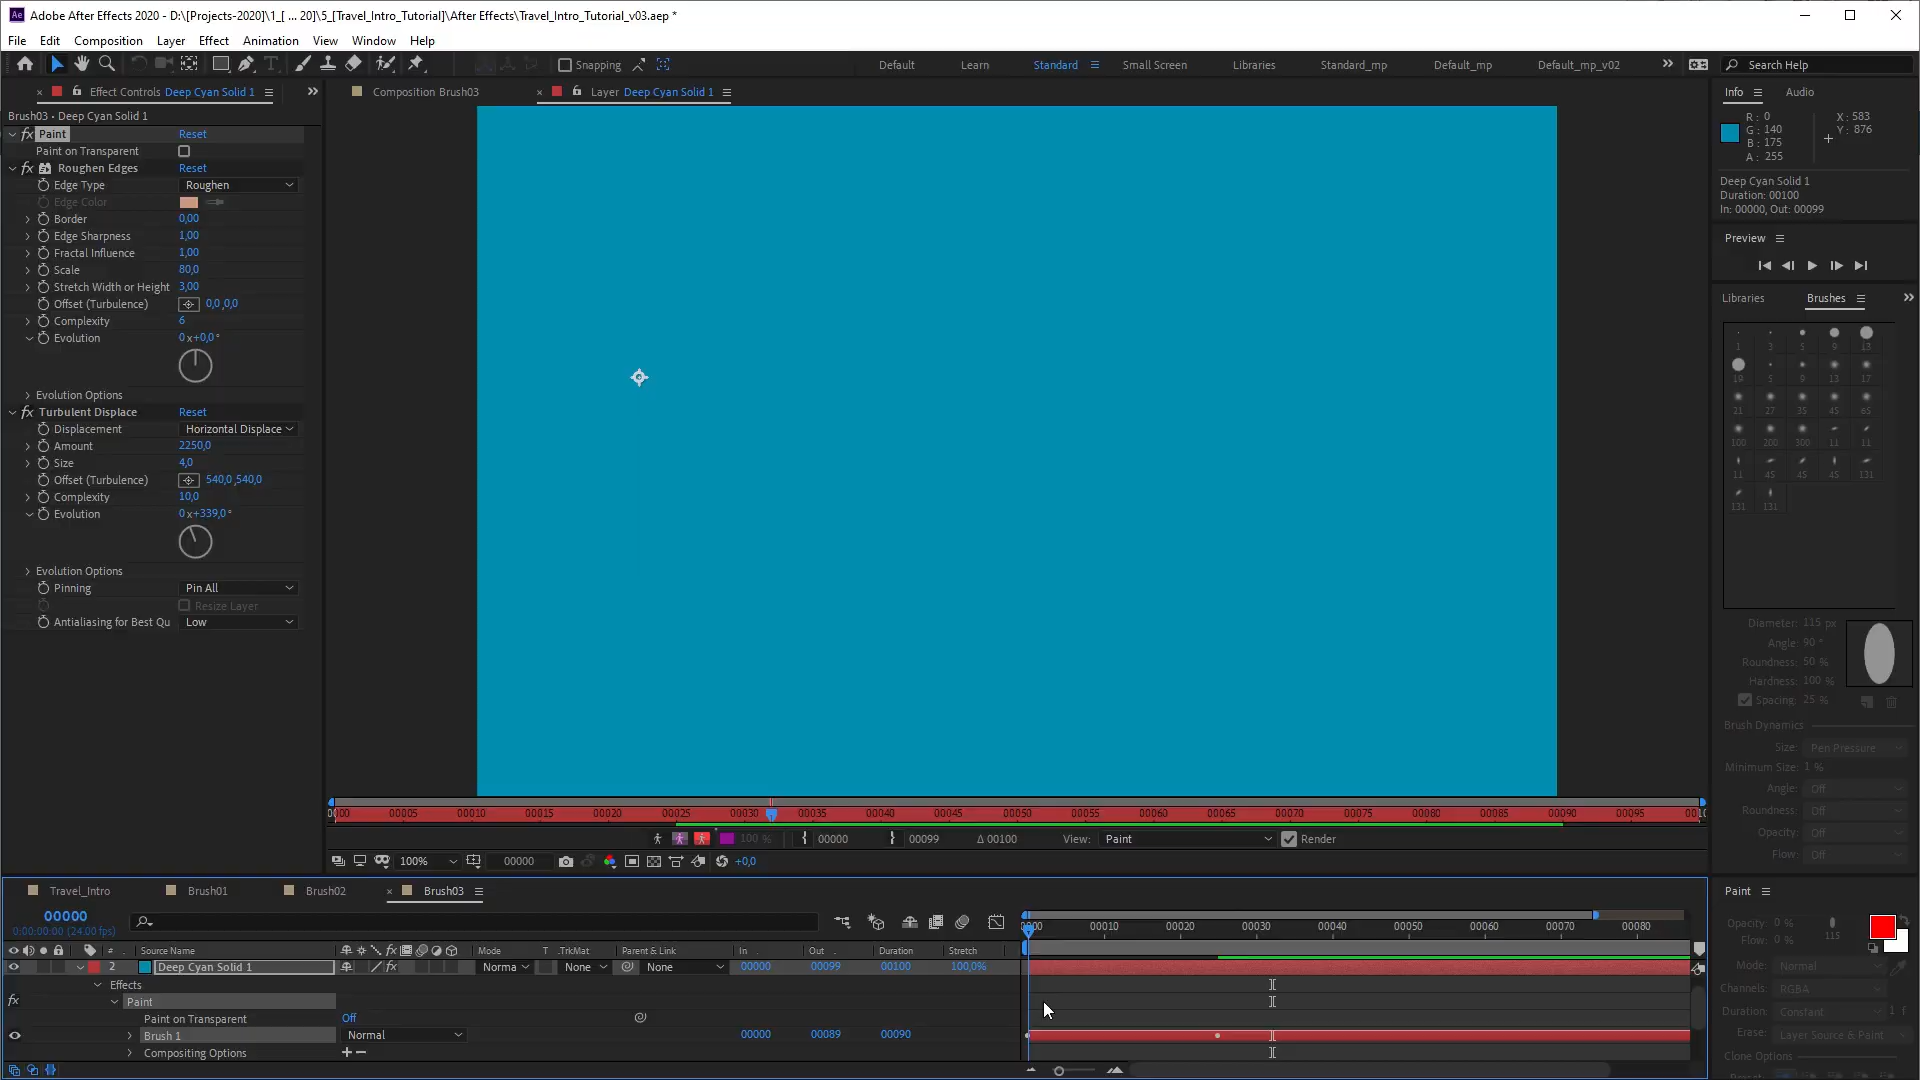 Adobe After Effects 2020 - D:\[Projects-2020]\1_[ ... 20]\5_[Travel_Intro_Tutorial]\After Effects\Travel_Intro_Tutorial_v03.aep *
File Edit Composition Layer Effect Animation View Window Help
Snapping
Default Learn Standard Small Screen Libraries Standard_mp Default_mp Default_mp_v02
Search Help
Effect Controls Deep Cyan Solid 1
Composition Brush03
Layer Deep Cyan Solid 1
Brush03 • Deep Cyan Solid 1
fx Paint Reset
Paint on Transparent
fx Roughen Edges Reset
Edge Type Roughen
Edge Color
Border 0,00
Edge Sharpness 1,00
Fractal Influence 1,00
Scale 80,0
Stretch Width or Height 3,00
Offset (Turbulence) 0,0,0,0
Complexity 6
Evolution 0x+0,0°
Evolution Options
fx Turbulent Displace Reset
Displacement Horizontal Displace
Amount 2250,0
Size 4,0
Offset (Turbulence) 540,0,540,0
Complexity 10,0
Evolution 0x+339,0°
Evolution Options
Pinning Pin All
Resize Layer
Antialiasing for Best Qu Low
Info Audio
R: 0 X: 583
G: 140 Y: 876
B: 175
A: 255
Deep Cyan Solid 1
Duration: 00100
In: 00000, Out: 00099
Preview
Libraries Brushes
1 3 5 9 13
19 5 9 13 17
21 27 35 45 65
100 200 300 11 11
11 45 45 45 131
131 131
Diameter: 115 px
Angle: 90 °
Roundness: 50 %
Hardness: 100 %
Spacing: 25 %
Brush Dynamics
Size: Pen Pressure
Minimum Size: 1 %
Angle: Off
Roundness: Off
Opacity: Off
Flow: Off
0000 00005 00010 00015 00020 00025 00030 00035 00040 00045 00050 00055 00060 00065 00070 00075 00080 00085 00090 00095 0010
100 % 00000 00099 Δ 00100 View: Paint Render
100% 00000 +0,0
Travel_Intro Brush01 Brush02 Brush03
00000
0:00:00:00 (24.00 fps)
0000 00010 00020 00030 00040 00050 00060 00070 00080
# Source Name Mode T .TrkMat Parent & Link In Out Duration Stretch
2 Deep Cyan Solid 1 fx Norma None None 00000 00099 00100 100,0%
Effects
fx Paint
Paint on Transparent Off
Brush 1 Normal 00000 00089 00090
Compositing Options + −
Paint
Opacity: 0 %
Flow: 0 %
115
Mode: Normal
Channels: RGBA
Duration: Constant 1 f
Erase: Layer Source & Paint
Clone Options